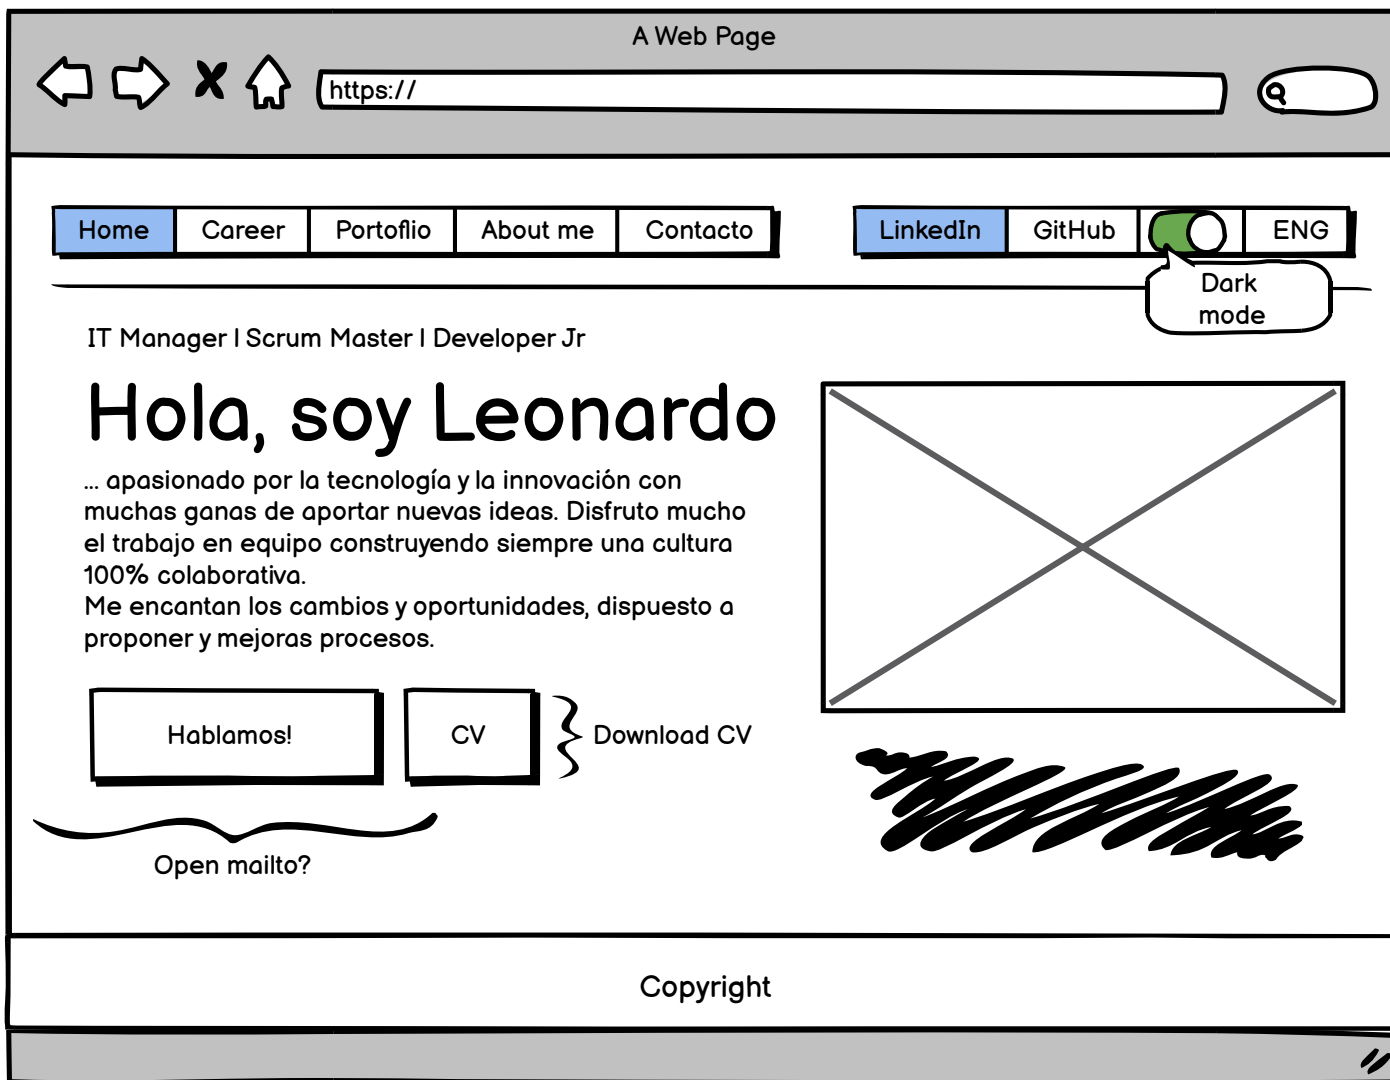 A Web Page
https://
Home Career Portoflio About me Contacto LinkedIn GitHub ENG
Dark
mode
IT Manager | Scrum Master | Developer Jr
Hola, soy Leonardo
... apasionado por la tecnología y la innovación con
muchas ganas de aportar nuevas ideas. Disfruto mucho
el trabajo en equipo construyendo siempre una cultura
100% colaborativa.
Me encantan los cambios y oportunidades, dispuesto a
proponer y mejoras procesos.
Hablamos! CV Download CV
Open mailto?
Copyright